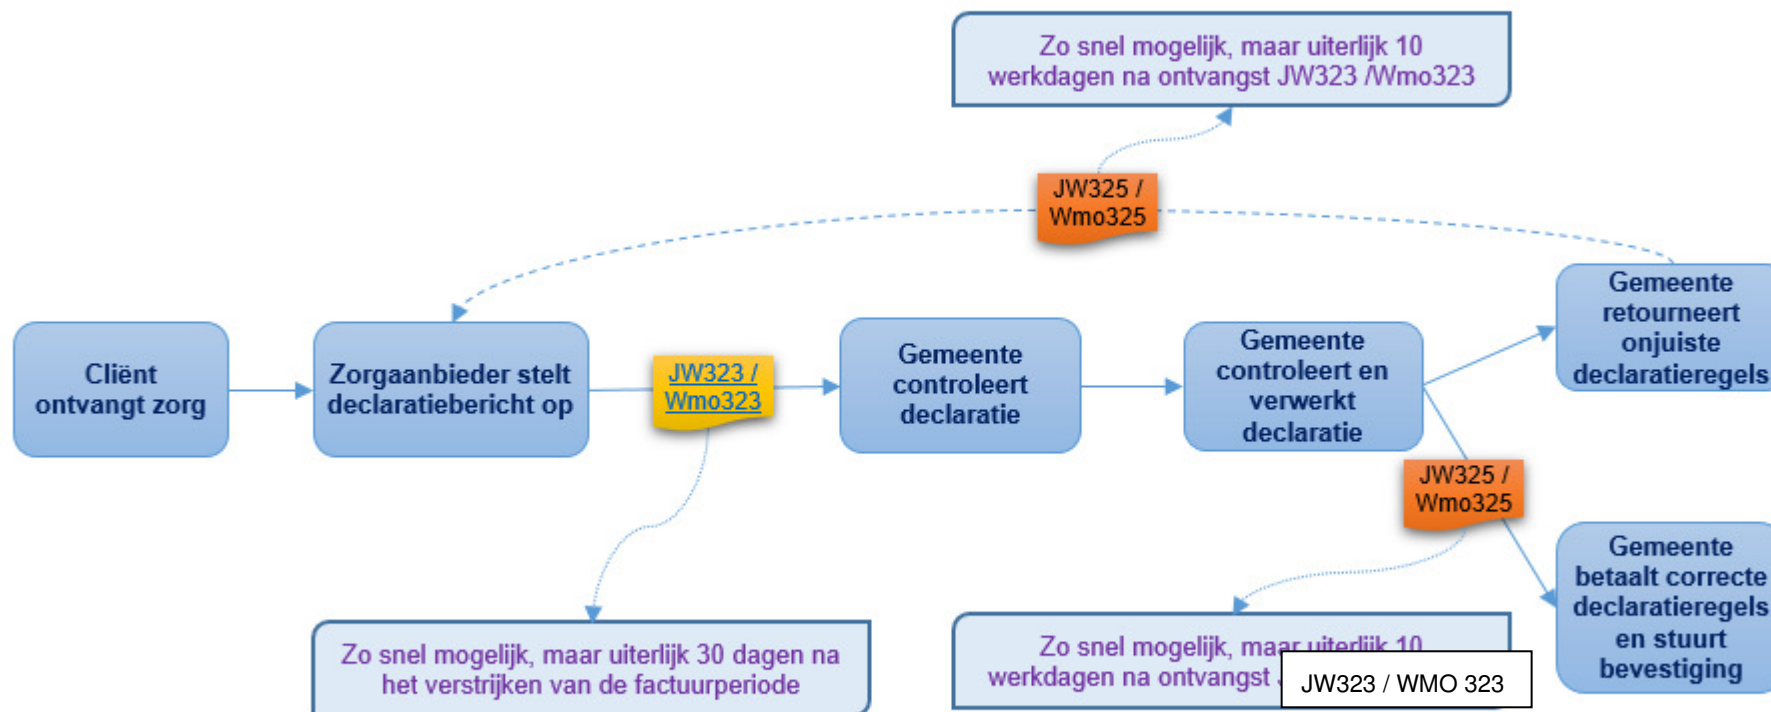 Zo snel mogelijk, maar uiterlijk 10
werkdagen na ontvangst JW323 /Wmo323
JW325 /
Wmo325
Cliënt
ontvangt zorg
Zorgaanbieder stelt
declaratiebericht op
JW323 /
Wmo323
Gemeente
controleert
declaratie
Gemeente
controleert en
verwerkt
declaratie
Gemeente
retourneert
onjuiste
declaratieregels
JW325 /
Wmo325
Gemeente
betaalt correcte
declaratieregels
en stuurt
bevestiging
Zo snel mogelijk, maar uiterlijk 30 dagen na
het verstrijken van de factuurperiode
Zo snel mogelijk, maar uiterlijk 10
werkdagen na ontvangst
JW323 / WMO 323